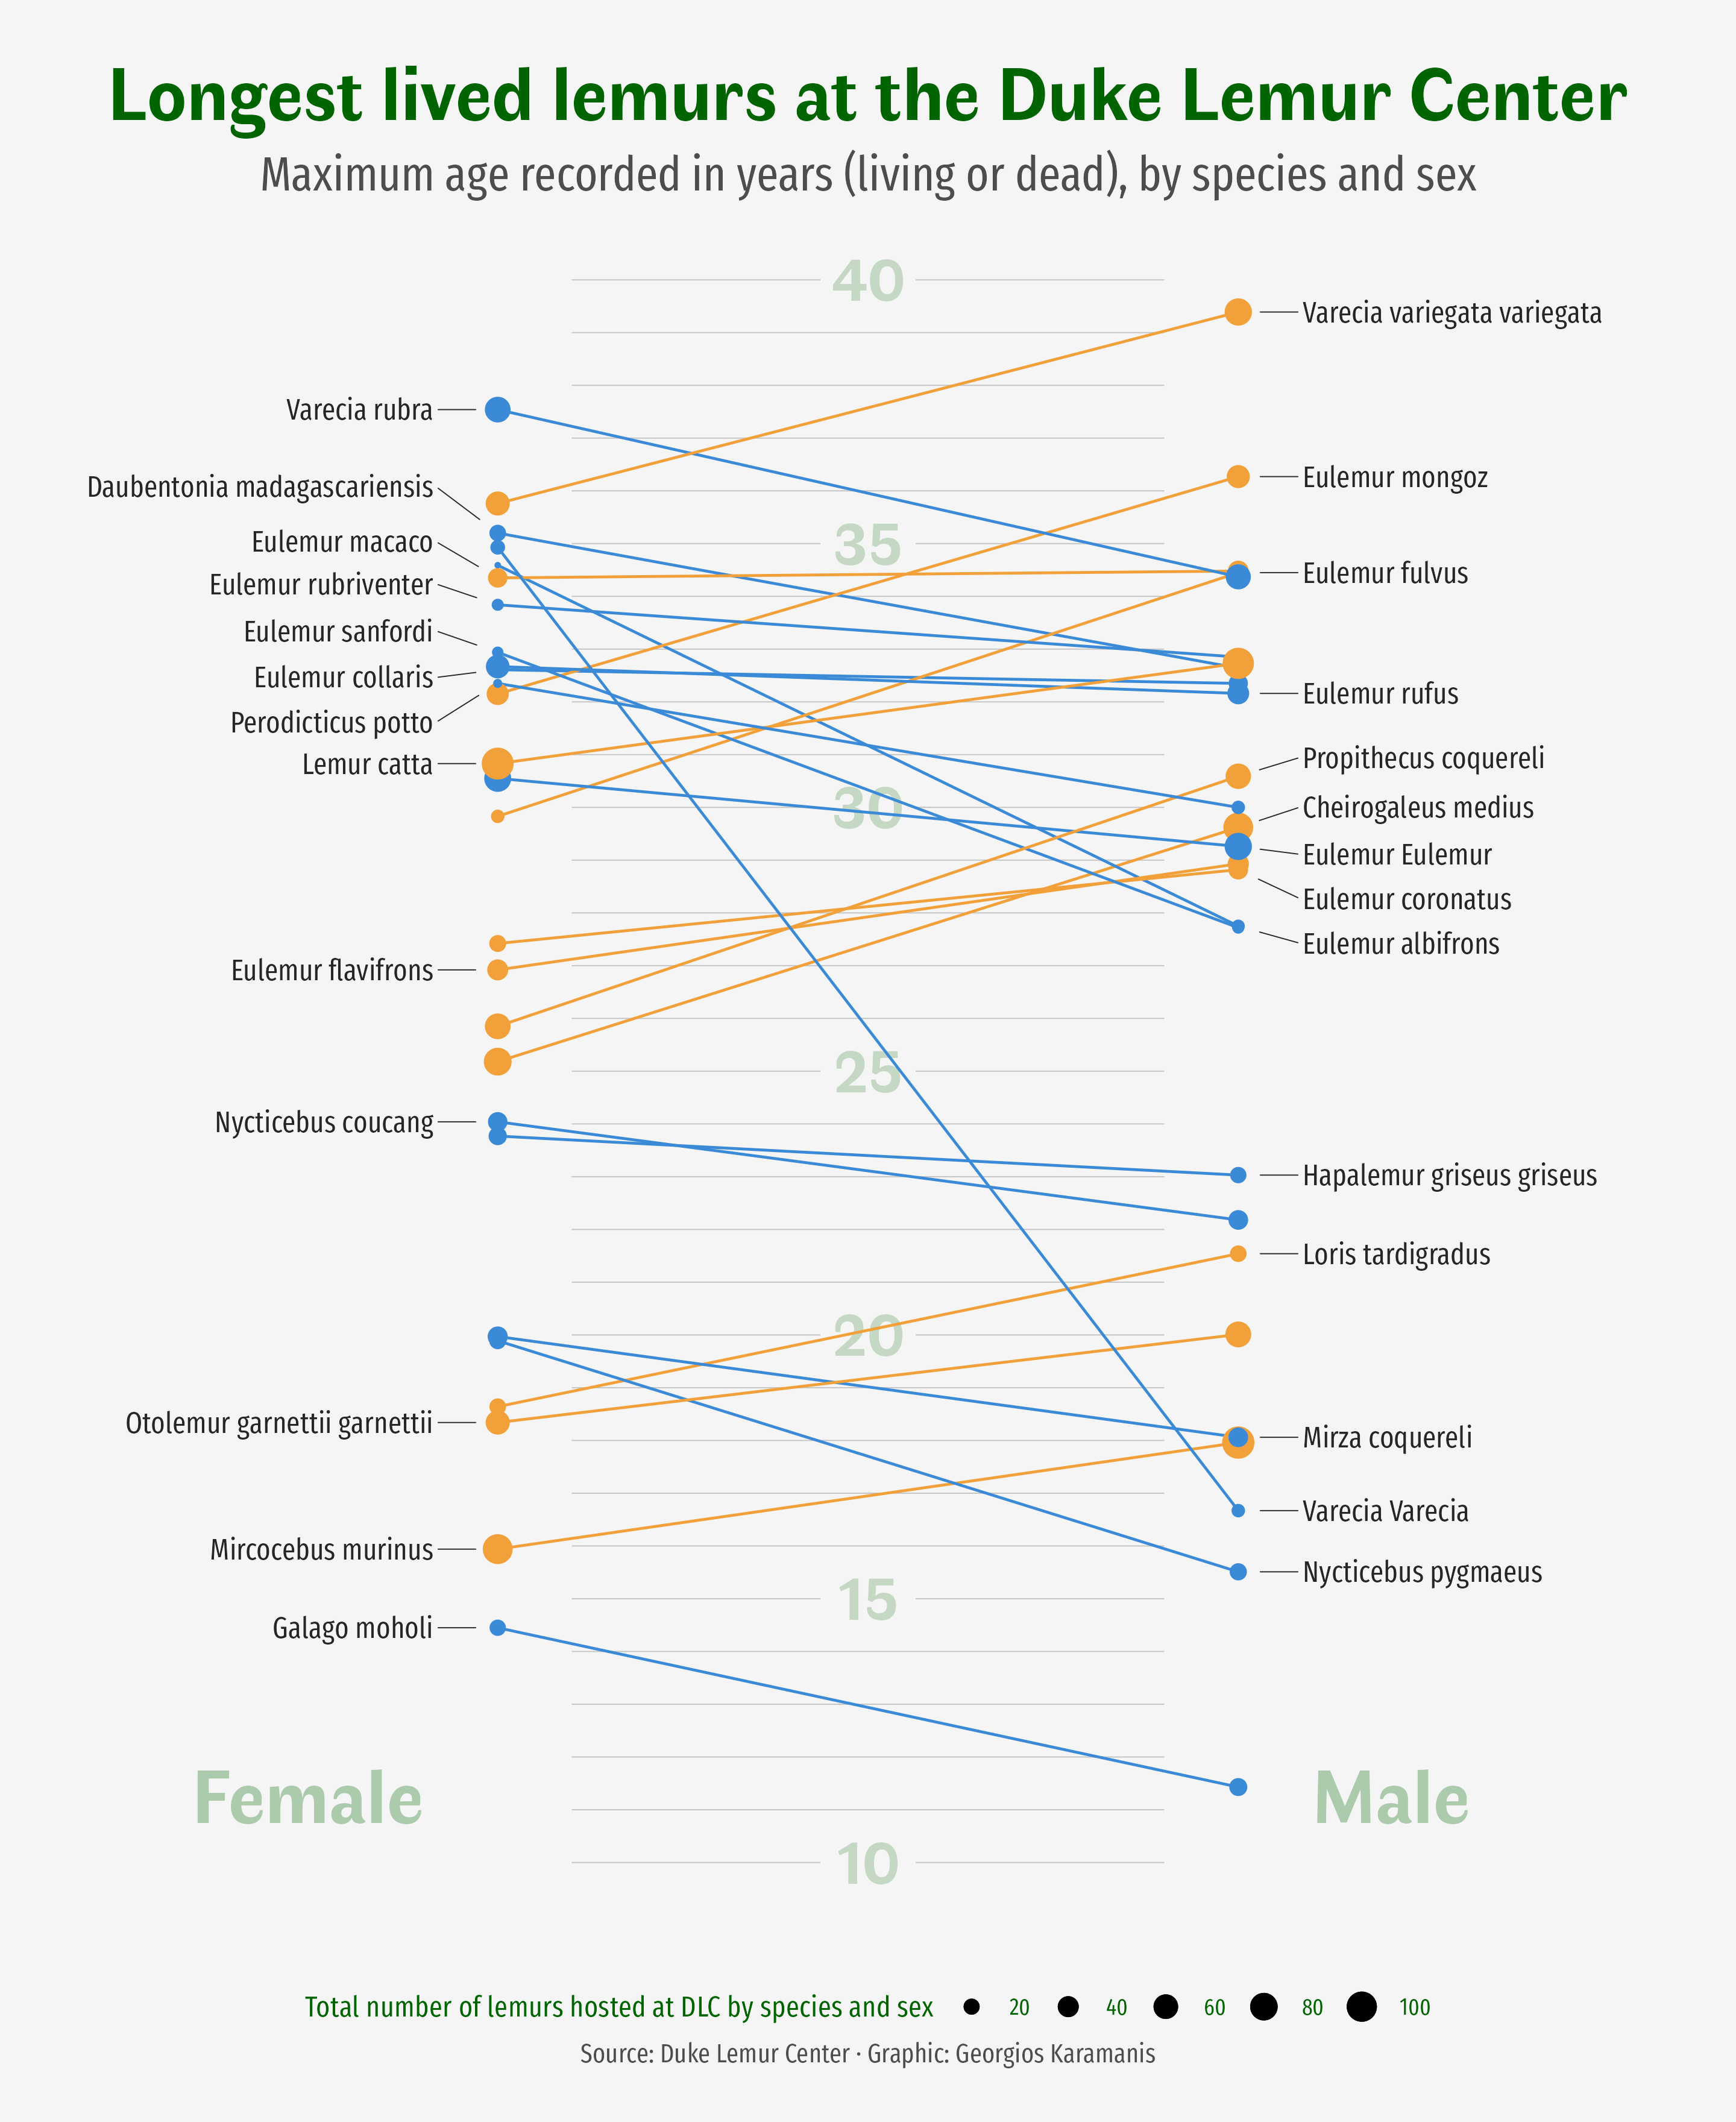 Longest lived lemurs at the Duke Lemur Center
Maximum age recorded in years (living or dead), by species and sex
40
Varecia variegata variegata
Varecia rubra
Eulemur mongoz
Daubentonia madagascariensis
Eulemur macaco
35
Eulemur fulvus
Eulemur rubriventer
Eulemur sanfordi
Eulemur collaris
Eulemur rufus
Perodicticus potto
Propithecus coquereli
Lemur catta
30
Cheirogaleus medius
Eulemur Eulemur
Eulemur coronatus
Eulemur albifrons
Eulemur flavifrons
25
Nycticebus coucang
Hapalemur griseus griseus
Loris tardigradus
20
Otolemur garnettii garnettii
Mirza coquereli
Varecia Varecia
Mircocebus murinus
Nycticebus pygmaeus
15
Galago moholi
Female
Male
10
Total number of lemurs hosted at DLC by species and sex 20 40 60 80 100
Source: Duke Lemur Center · Graphic: Georgios Karamanis